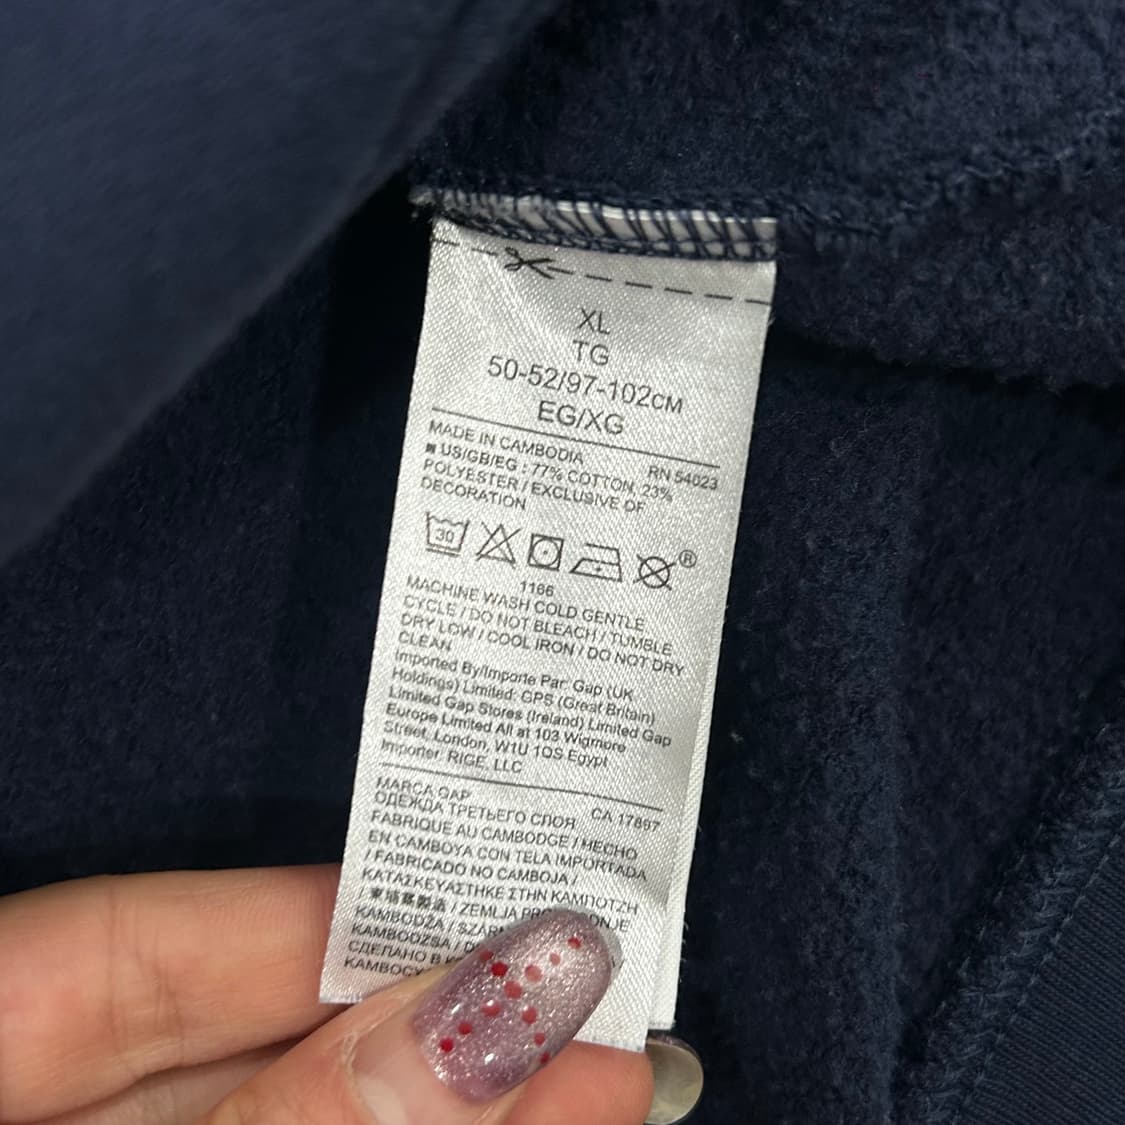 XL
TG
50-52/97-102см
EG/XG
MADE IN CAMBODIA
RN 54023
■ US/GB/EG : 77% COTTON, 23%
POLYESTER / EXCLUSIVE OF
DECORATION
30
®
1166
MACHINE WASH COLD GENTLE
CYCLE / DO NOT BLEACH / TUMBLE
DRY LOW / COOL IRON / DO NOT DRY
CLEAN
Imported By/Importe Par: Gap (UK
Holdings) Limited: GPS (Great Britain)
Limited Gap Stores (Ireland) Limited Gap
Europe Limited All at 103 Wigmore
Street, London, W1U 1QS Egypt
Importer, RIGE, LLC
MARCA GAP
CA 17897
ОДЕЖДА ТРЕТЬЕГО СЛОЯ
FABRIQUE AU CAMBODGE / HECHO
EN CAMBOYA CON TELA IMPORTADA
/ FABRICADO NO CAMBOJA /
ΚΑΤΑΣΚΕΥΑΣΤΗΚΕ ΣΤΗΝ ΚΑΜΠΟΤΖΗ
/ ZEMLJA
KAMBODŽA /
KAMBODZSA /
СДЕЛАНО В